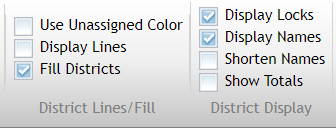 Use Unassigned Color
Display Lines
Fill Districts
District Lines/Fill
Display Locks
Display Names
Shorten Names
Show Totals
District Display